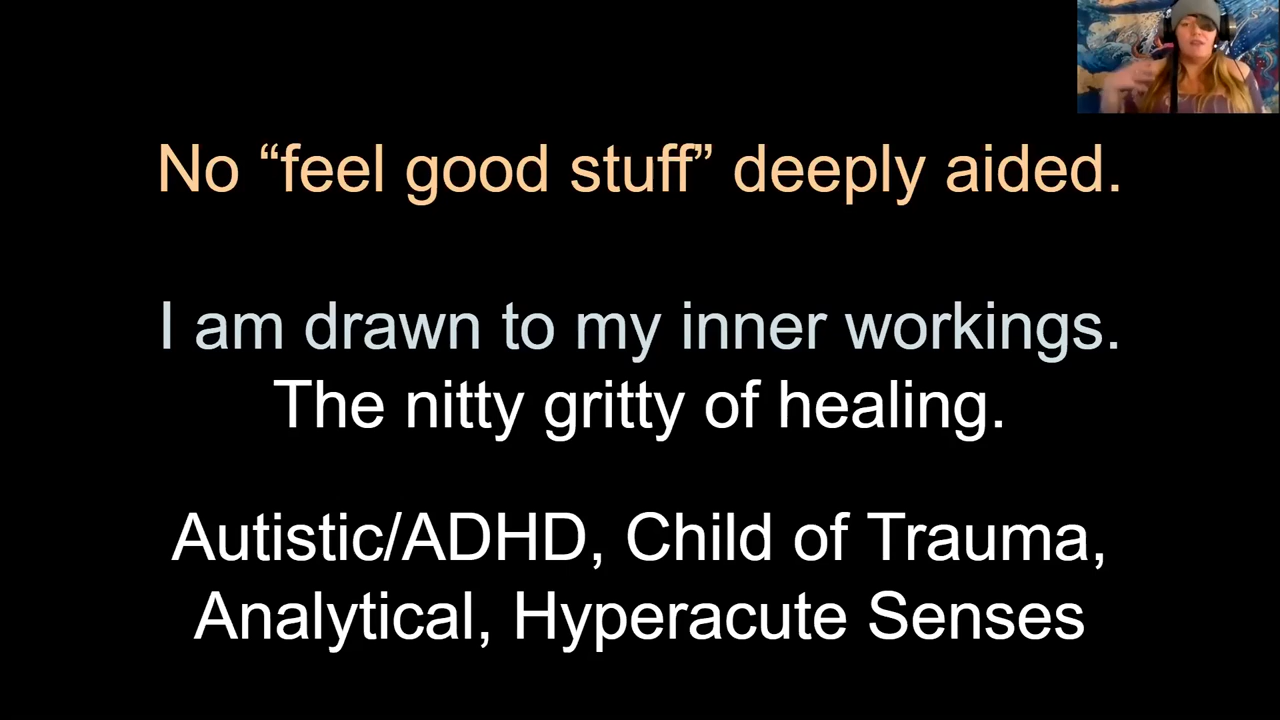 No “feel good stuff” deeply aided.
I am drawn to my inner workings.
The nitty gritty of healing.
Autistic/ADHD, Child of Trauma,
Analytical, Hyperacute Senses